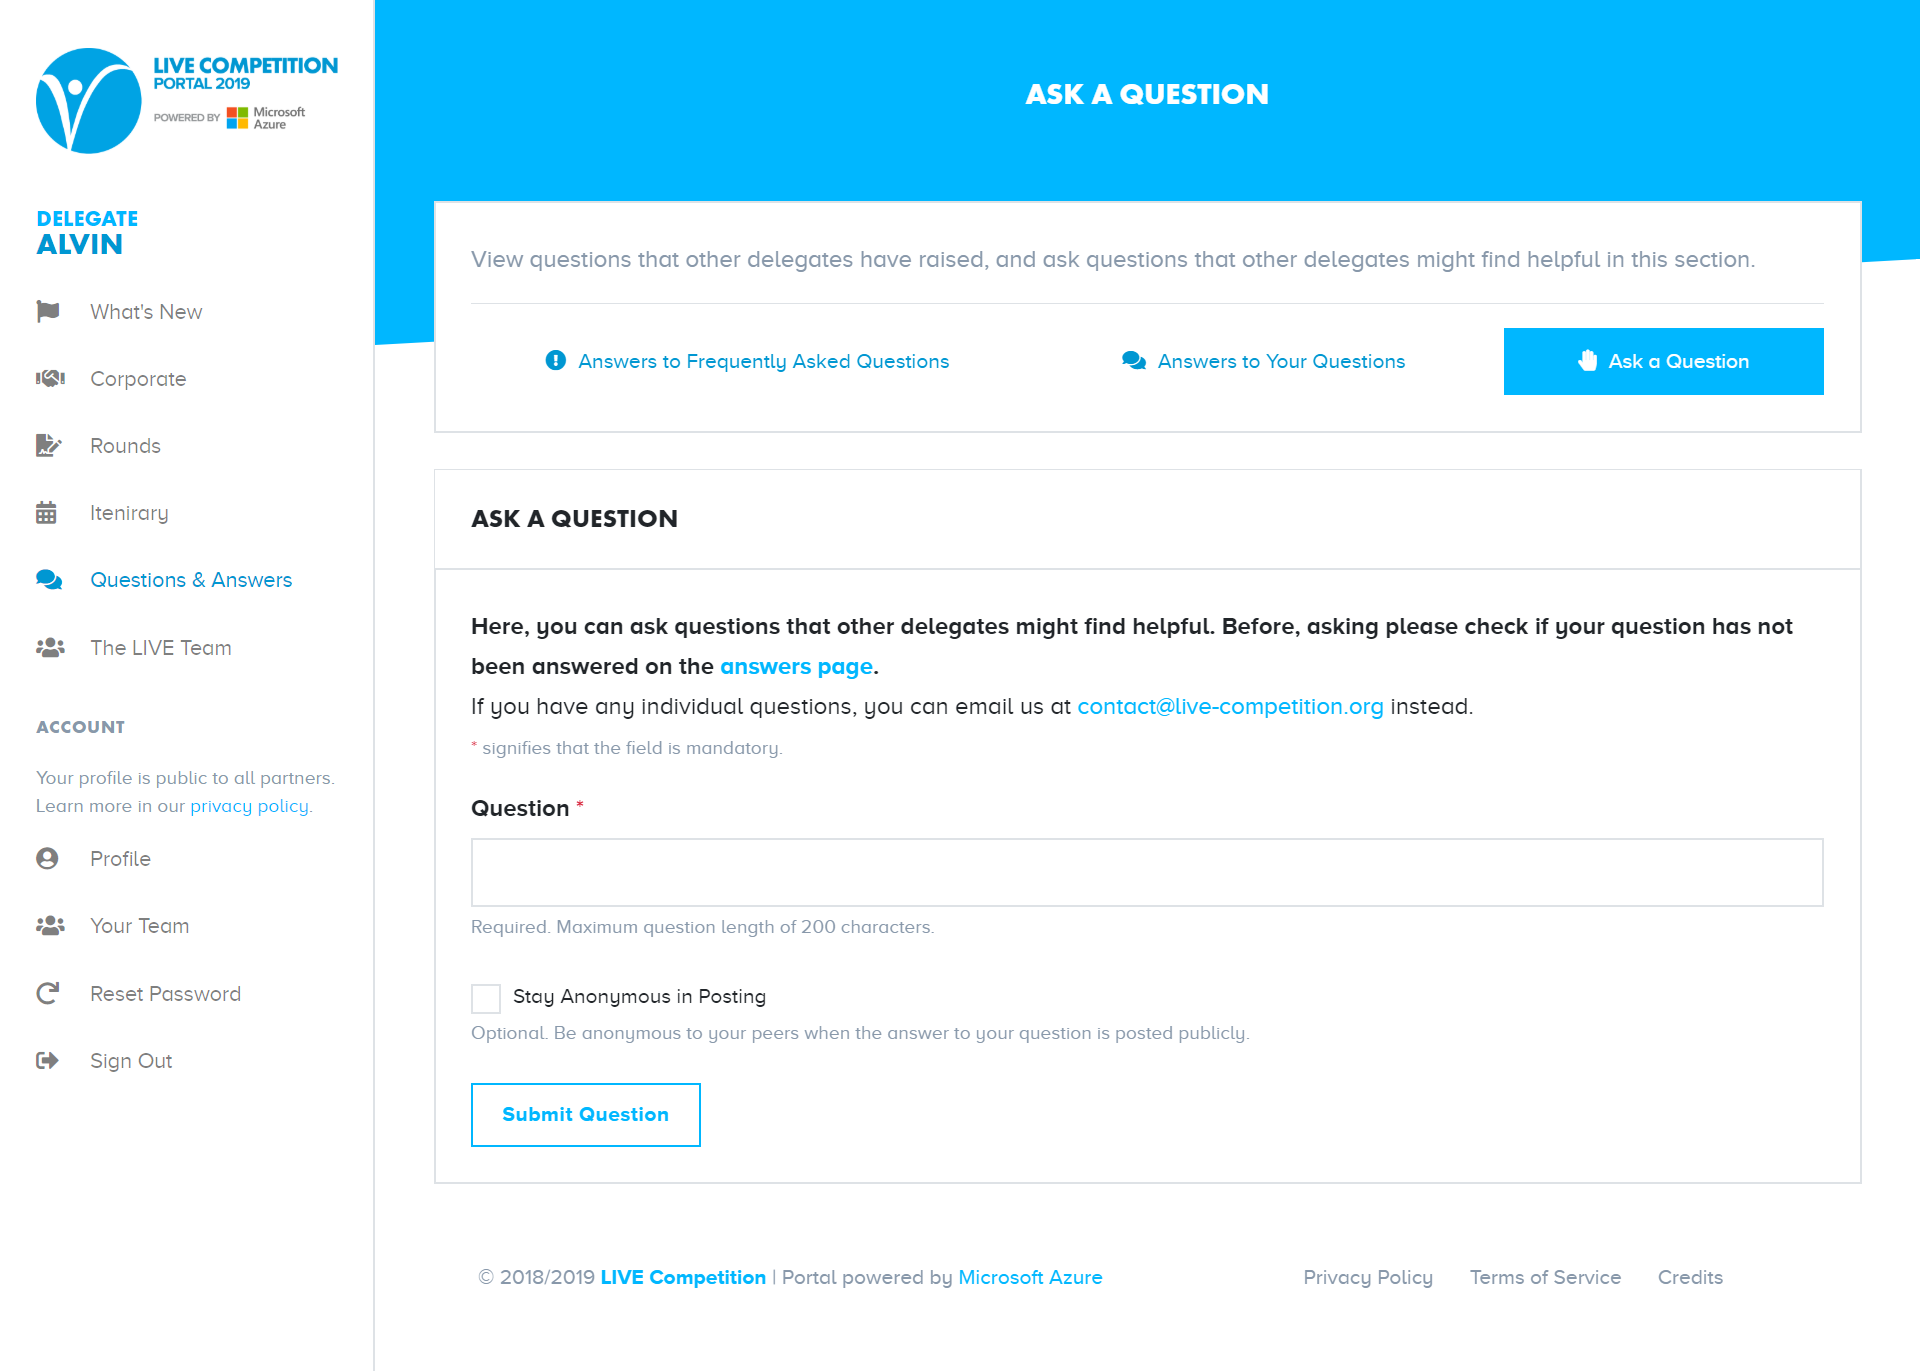 LIVE COMPETITION
PORTAL 2019
POWERED BY Microsoft Azure
DELEGATE
ALVIN
What's New
Corporate
Rounds
Itenirary
Questions & Answers
The LIVE Team
ACCOUNT
Your profile is public to all partners.
Learn more in our privacy policy.
Profile
Your Team
Reset Password
Sign Out
ASK A QUESTION
View questions that other delegates have raised, and ask questions that other delegates might find helpful in this section.
Answers to Frequently Asked Questions
Answers to Your Questions
Ask a Question
ASK A QUESTION
Here, you can ask questions that other delegates might find helpful. Before, asking please check if your question has not
been answered on the answers page.
If you have any individual questions, you can email us at contact@live-competition.org instead.
* signifies that the field is mandatory.
Question *
Required. Maximum question length of 200 characters.
Stay Anonymous in Posting
Optional. Be anonymous to your peers when the answer to your question is posted publicly.
Submit Question
© 2018/2019 LIVE Competition | Portal powered by Microsoft Azure
Privacy Policy
Terms of Service
Credits